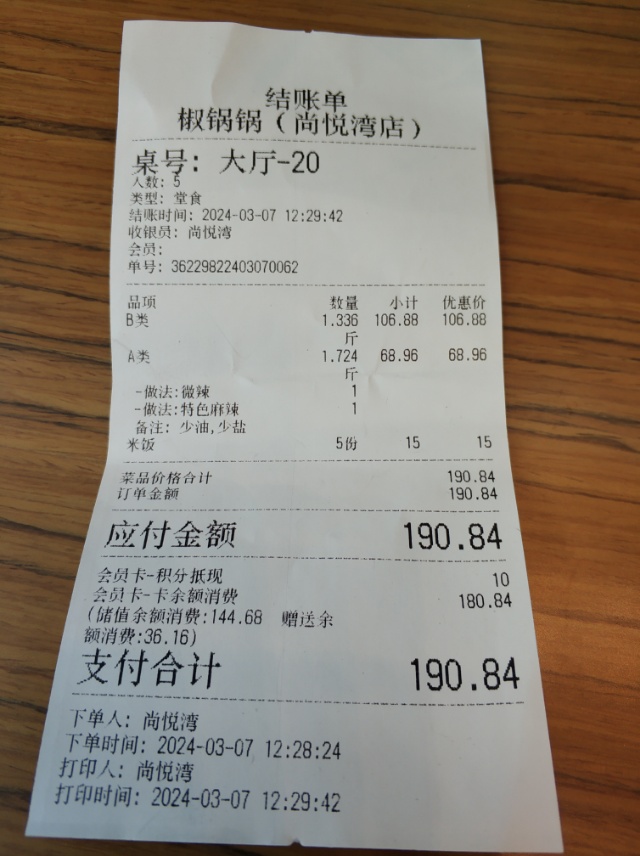 结账单
椒锅锅（尚悦湾店）
桌号: 大厅-20
人数: 5
类型: 堂食
结账时间: 2024-03-07 12:29:42
收银员: 尚悦湾
会员:
单号: 36229822403070062
品项 数量 小计 优惠价
B类 1.336 106.88 106.88
斤
A类 1.724 68.96 68.96
斤
-做法:微辣 1
-做法:特色麻辣 1
备注: 少油,少盐
米饭 5份 15 15
菜品价格合计 190.84
订单金额 190.84
应付金额 190.84
会员卡-积分抵现 10
会员卡-卡余额消费 180.84
(储值余额消费:144.68 赠送余
额消费:36.16)
支付合计 190.84
下单人: 尚悦湾
下单时间: 2024-03-07 12:28:24
打印人: 尚悦湾
打印时间: 2024-03-07 12:29:42